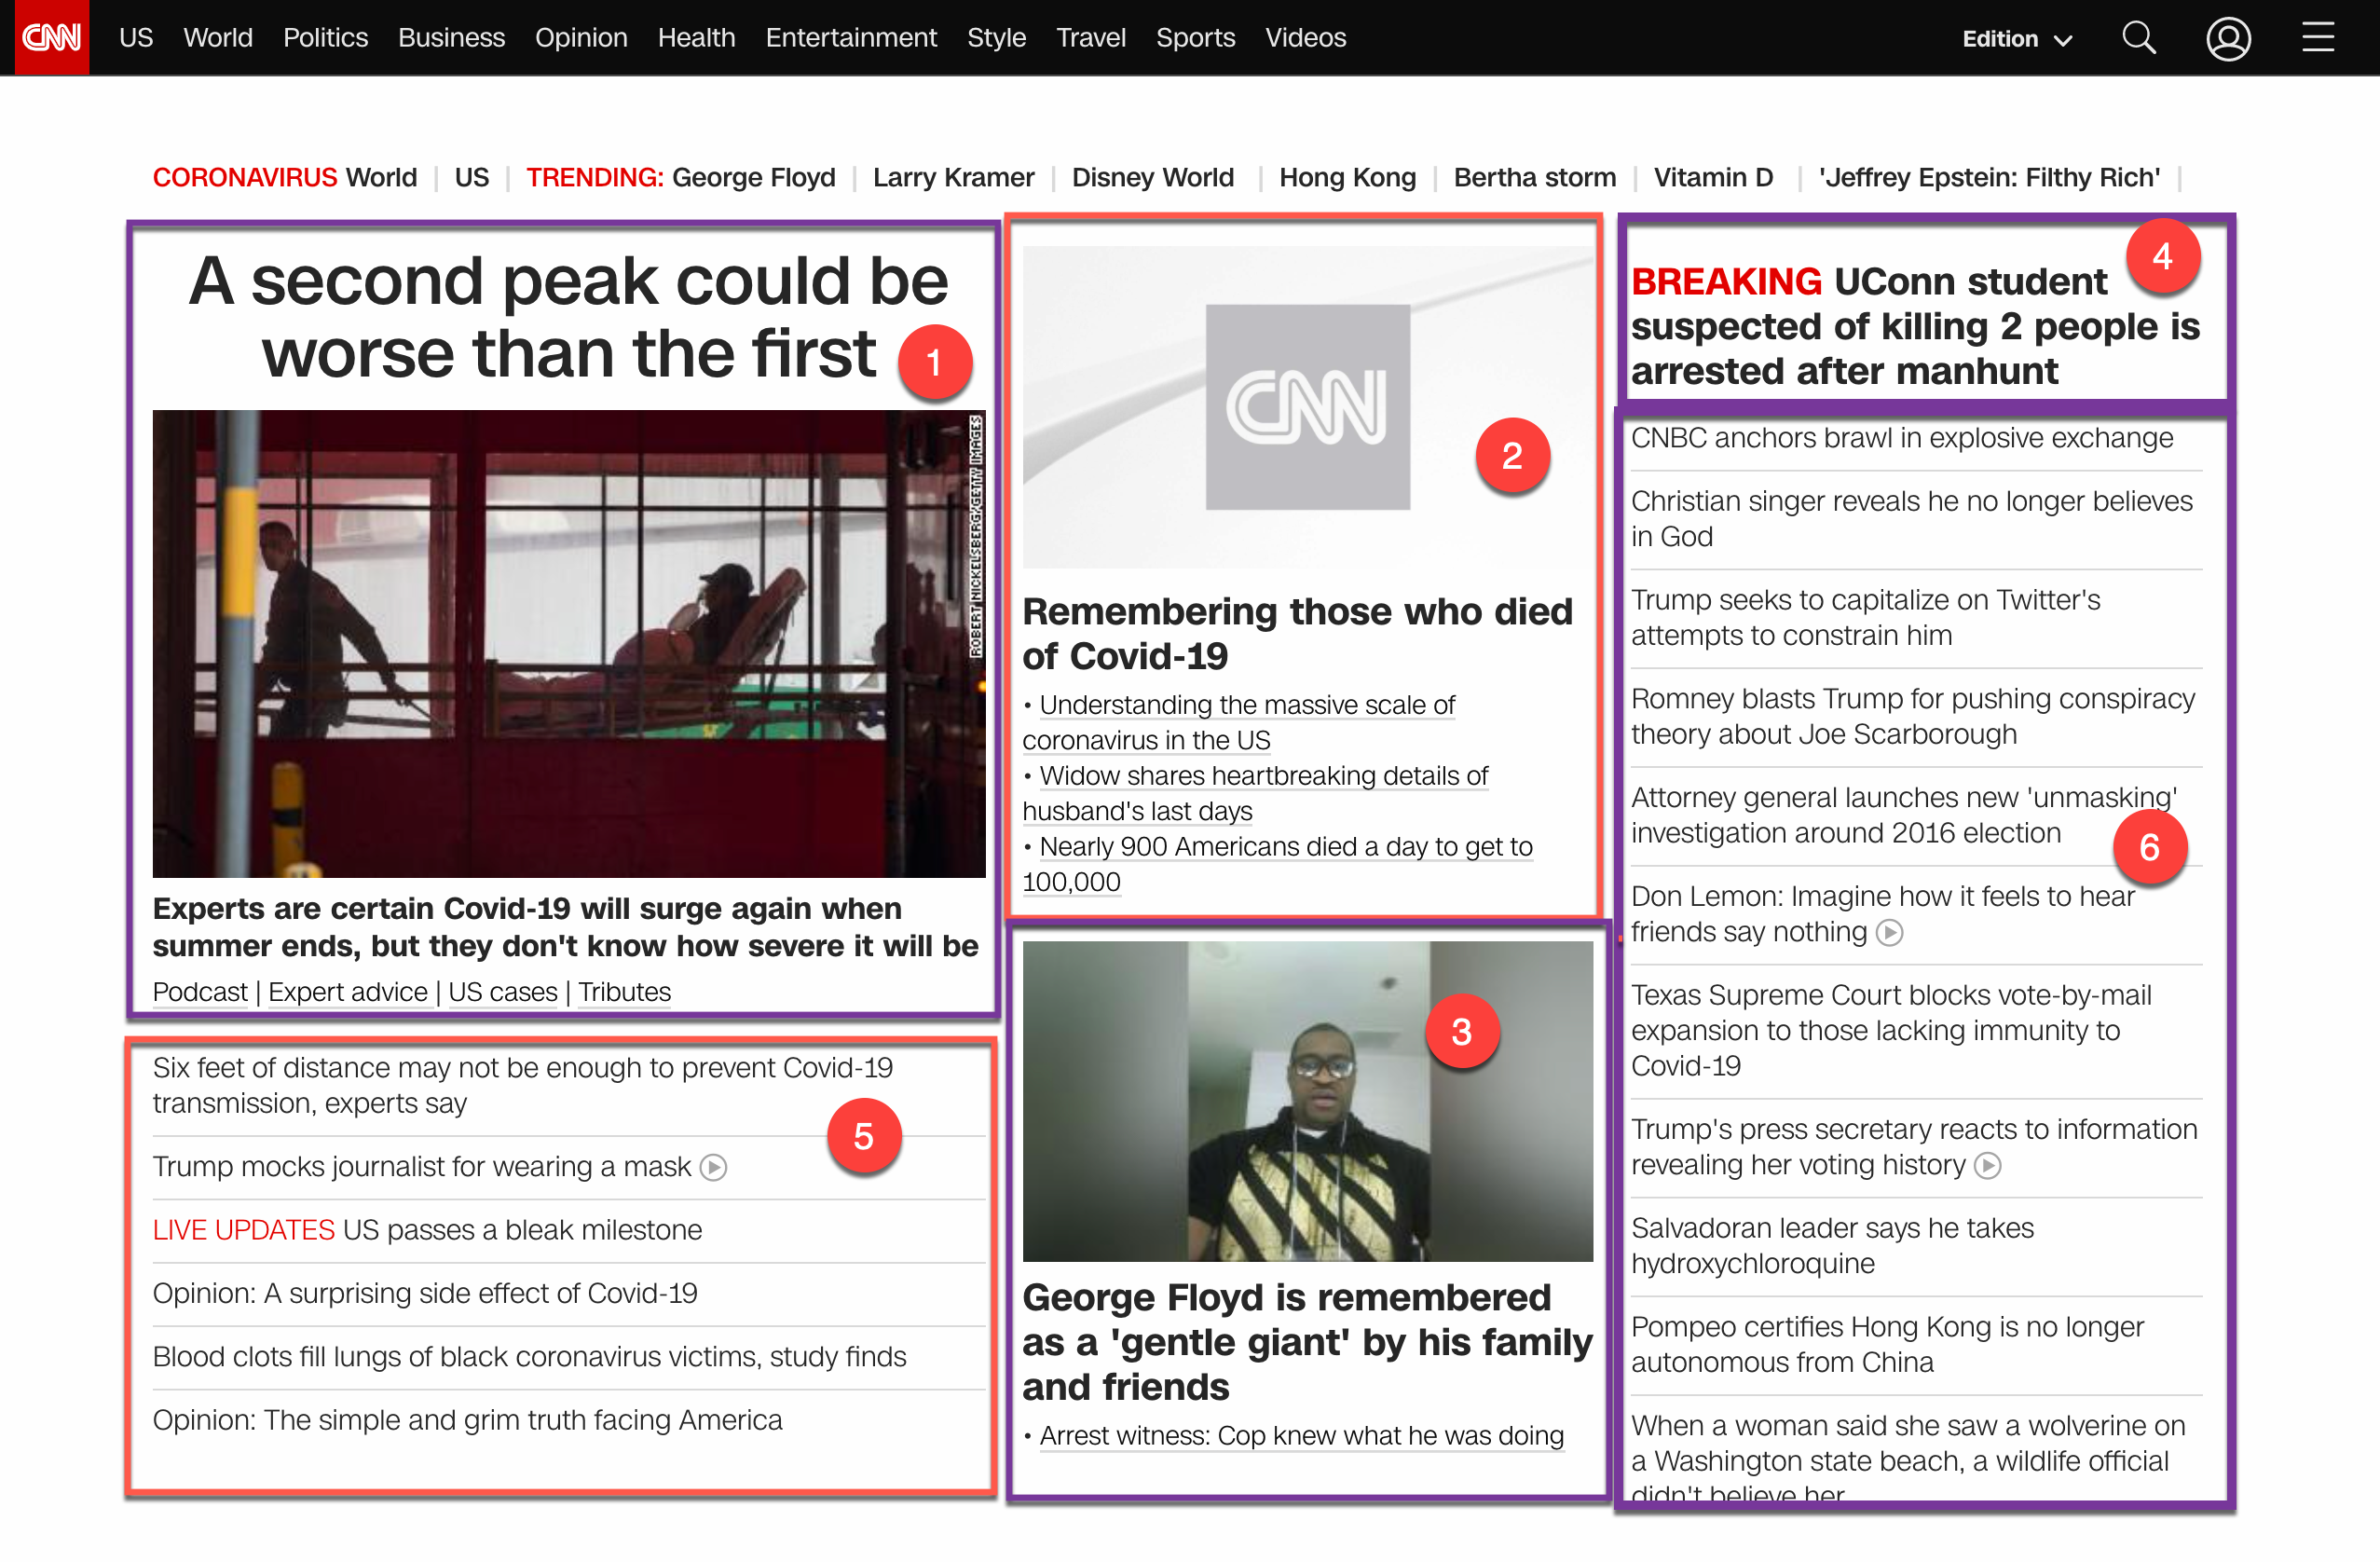 CNN US World Politics Business Opinion Health Entertainment Style Travel Sports Videos Edition
CORONAVIRUS World | US | TRENDING: George Floyd | Larry Kramer | Disney World | Hong Kong | Bertha storm | Vitamin D | 'Jeffrey Epstein: Filthy Rich' |
A second peak could be
worse than the first
1
ROBERT NICKELSBERG/GETTY IMAGES
Experts are certain Covid-19 will surge again when
summer ends, but they don't know how severe it will be
Podcast | Expert advice | US cases | Tributes
Six feet of distance may not be enough to prevent Covid-19
transmission, experts say
5
Trump mocks journalist for wearing a mask
LIVE UPDATES US passes a bleak milestone
Opinion: A surprising side effect of Covid-19
Blood clots fill lungs of black coronavirus victims, study finds
Opinion: The simple and grim truth facing America
CNN
2
Remembering those who died
of Covid-19
• Understanding the massive scale of
coronavirus in the US
• Widow shares heartbreaking details of
husband's last days
• Nearly 900 Americans died a day to get to
100,000
3
George Floyd is remembered
as a 'gentle giant' by his family
and friends
• Arrest witness: Cop knew what he was doing
4
BREAKING UConn student
suspected of killing 2 people is
arrested after manhunt
CNBC anchors brawl in explosive exchange
Christian singer reveals he no longer believes
in God
Trump seeks to capitalize on Twitter's
attempts to constrain him
Romney blasts Trump for pushing conspiracy
theory about Joe Scarborough
Attorney general launches new 'unmasking'
investigation around 2016 election
6
Don Lemon: Imagine how it feels to hear
friends say nothing
Texas Supreme Court blocks vote-by-mail
expansion to those lacking immunity to
Covid-19
Trump's press secretary reacts to information
revealing her voting history
Salvadoran leader says he takes
hydroxychloroquine
Pompeo certifies Hong Kong is no longer
autonomous from China
When a woman said she saw a wolverine on
a Washington state beach, a wildlife official
didn't believe her